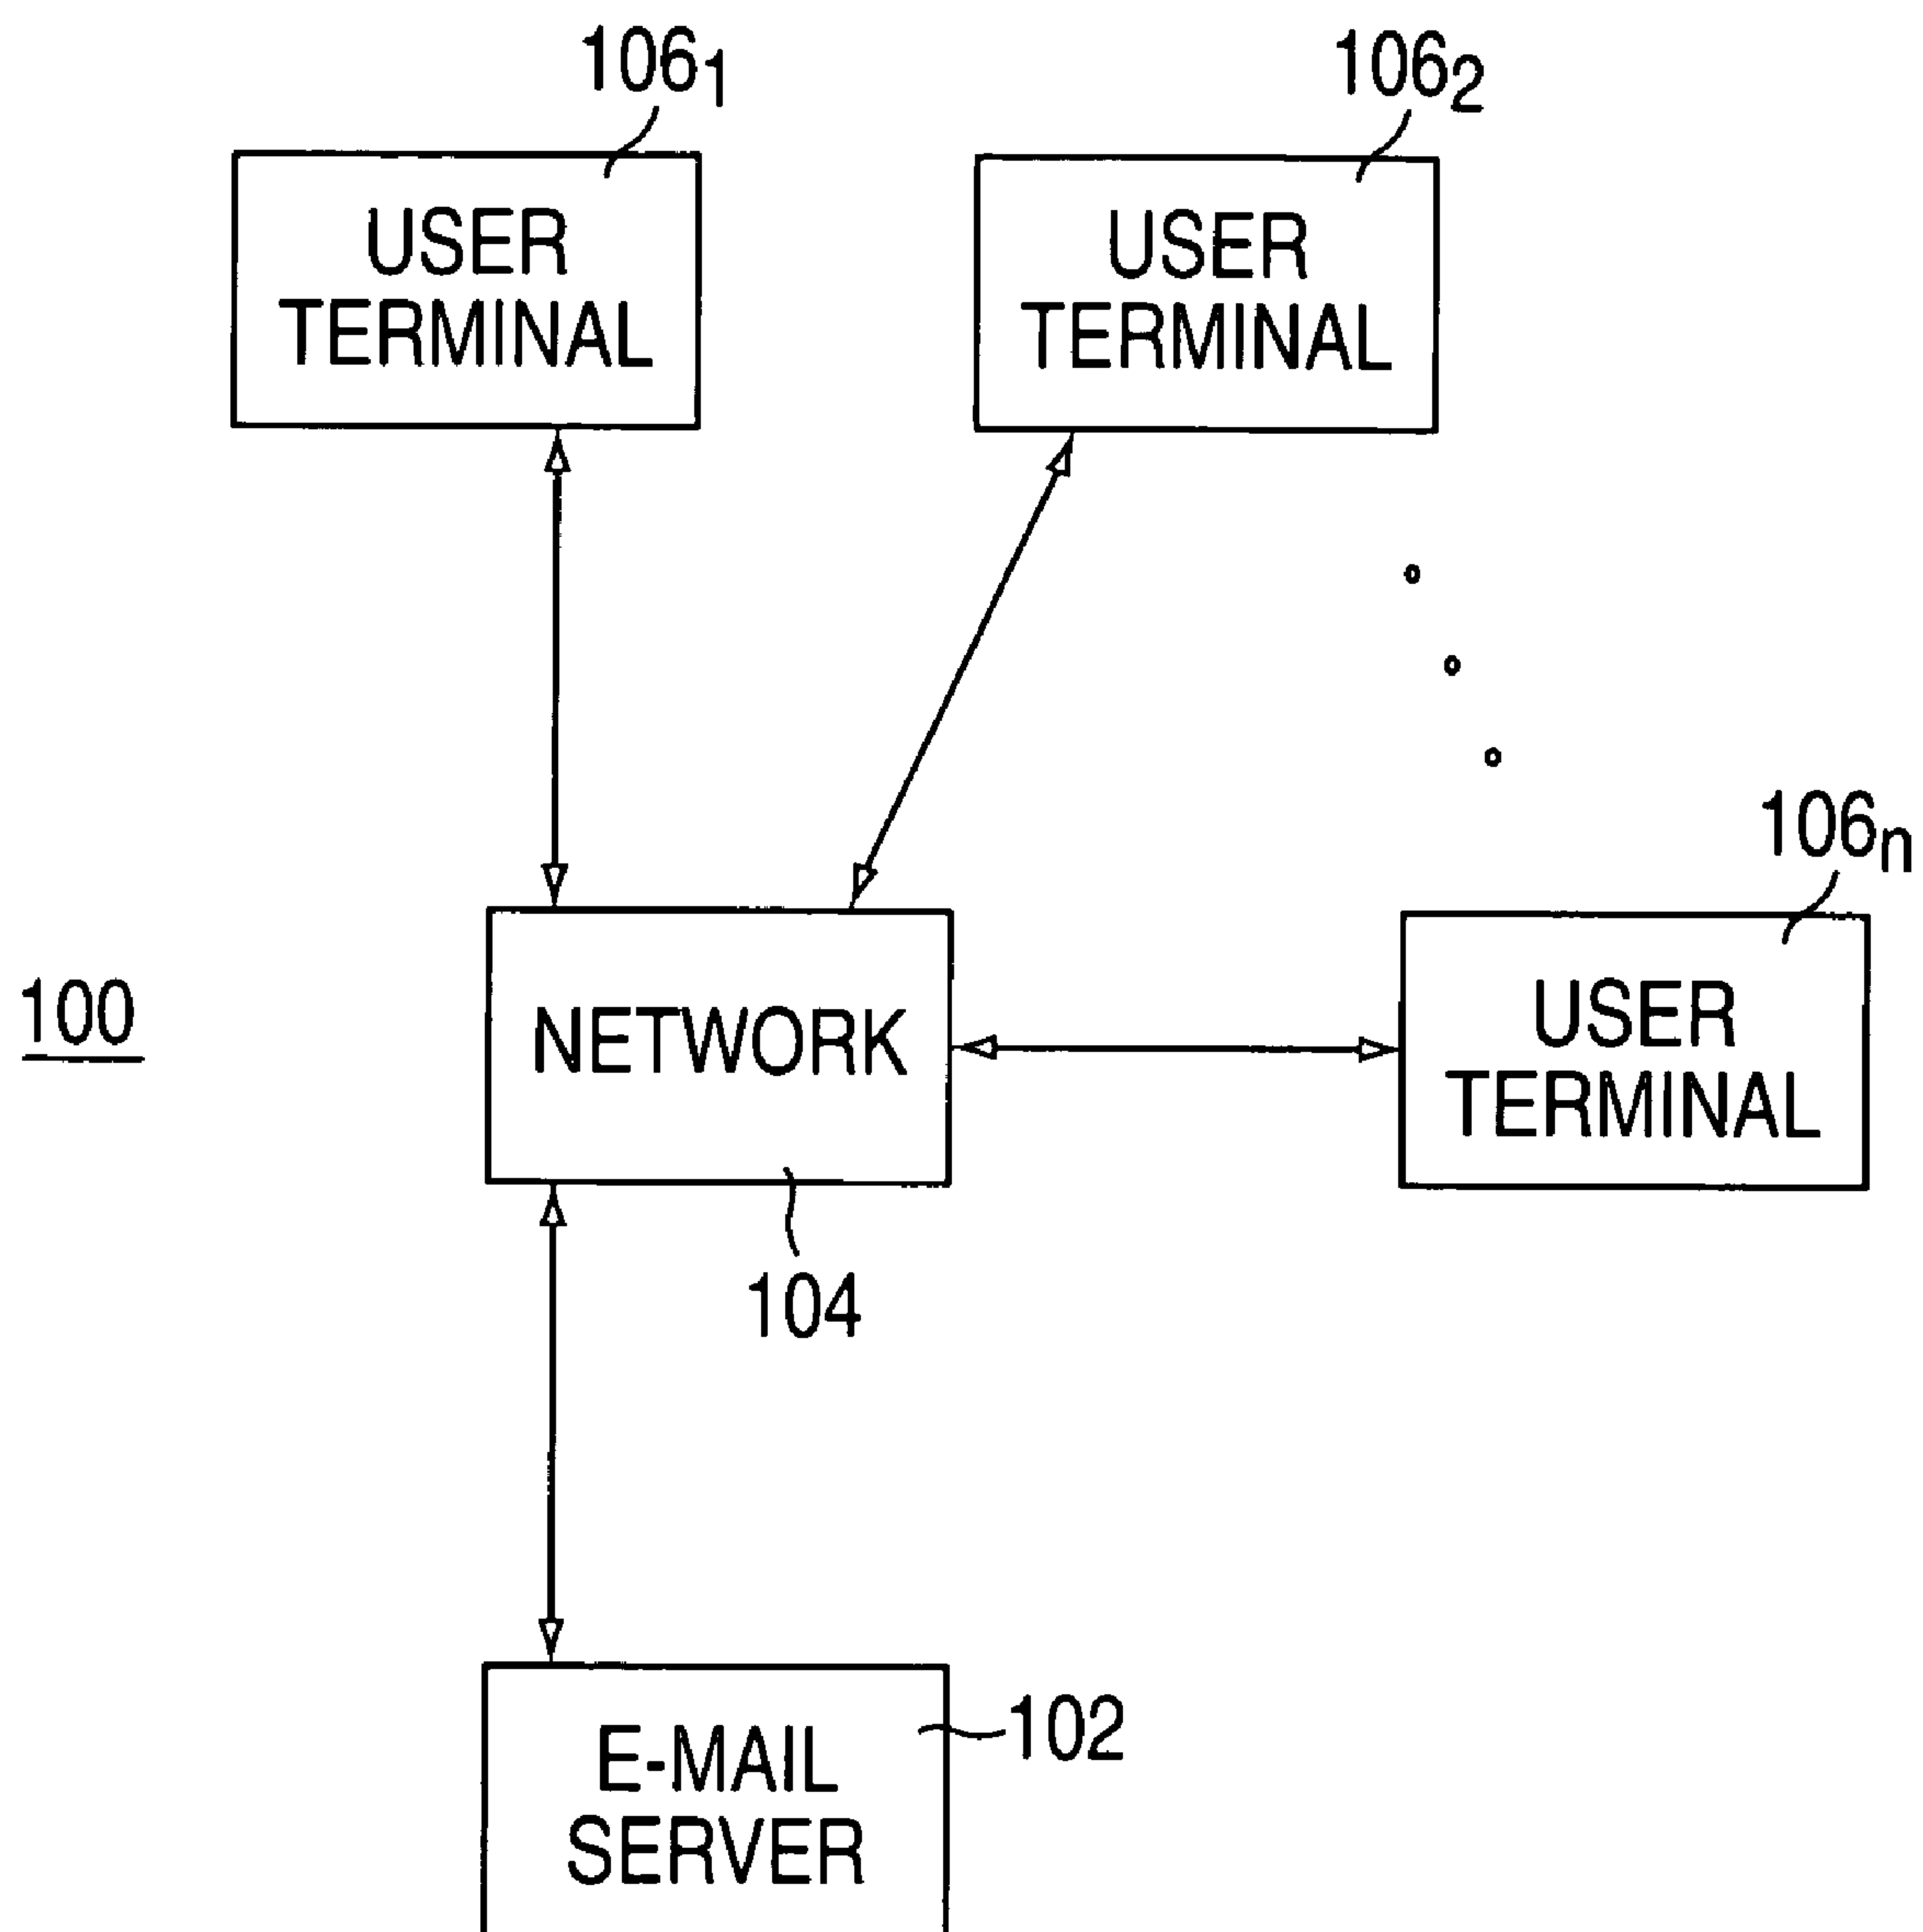 106₁
106₂
USER
TERMINAL
USER
TERMINAL
106ₙ
100
NETWORK
USER
TERMINAL
104
E-MAIL
SERVER
102